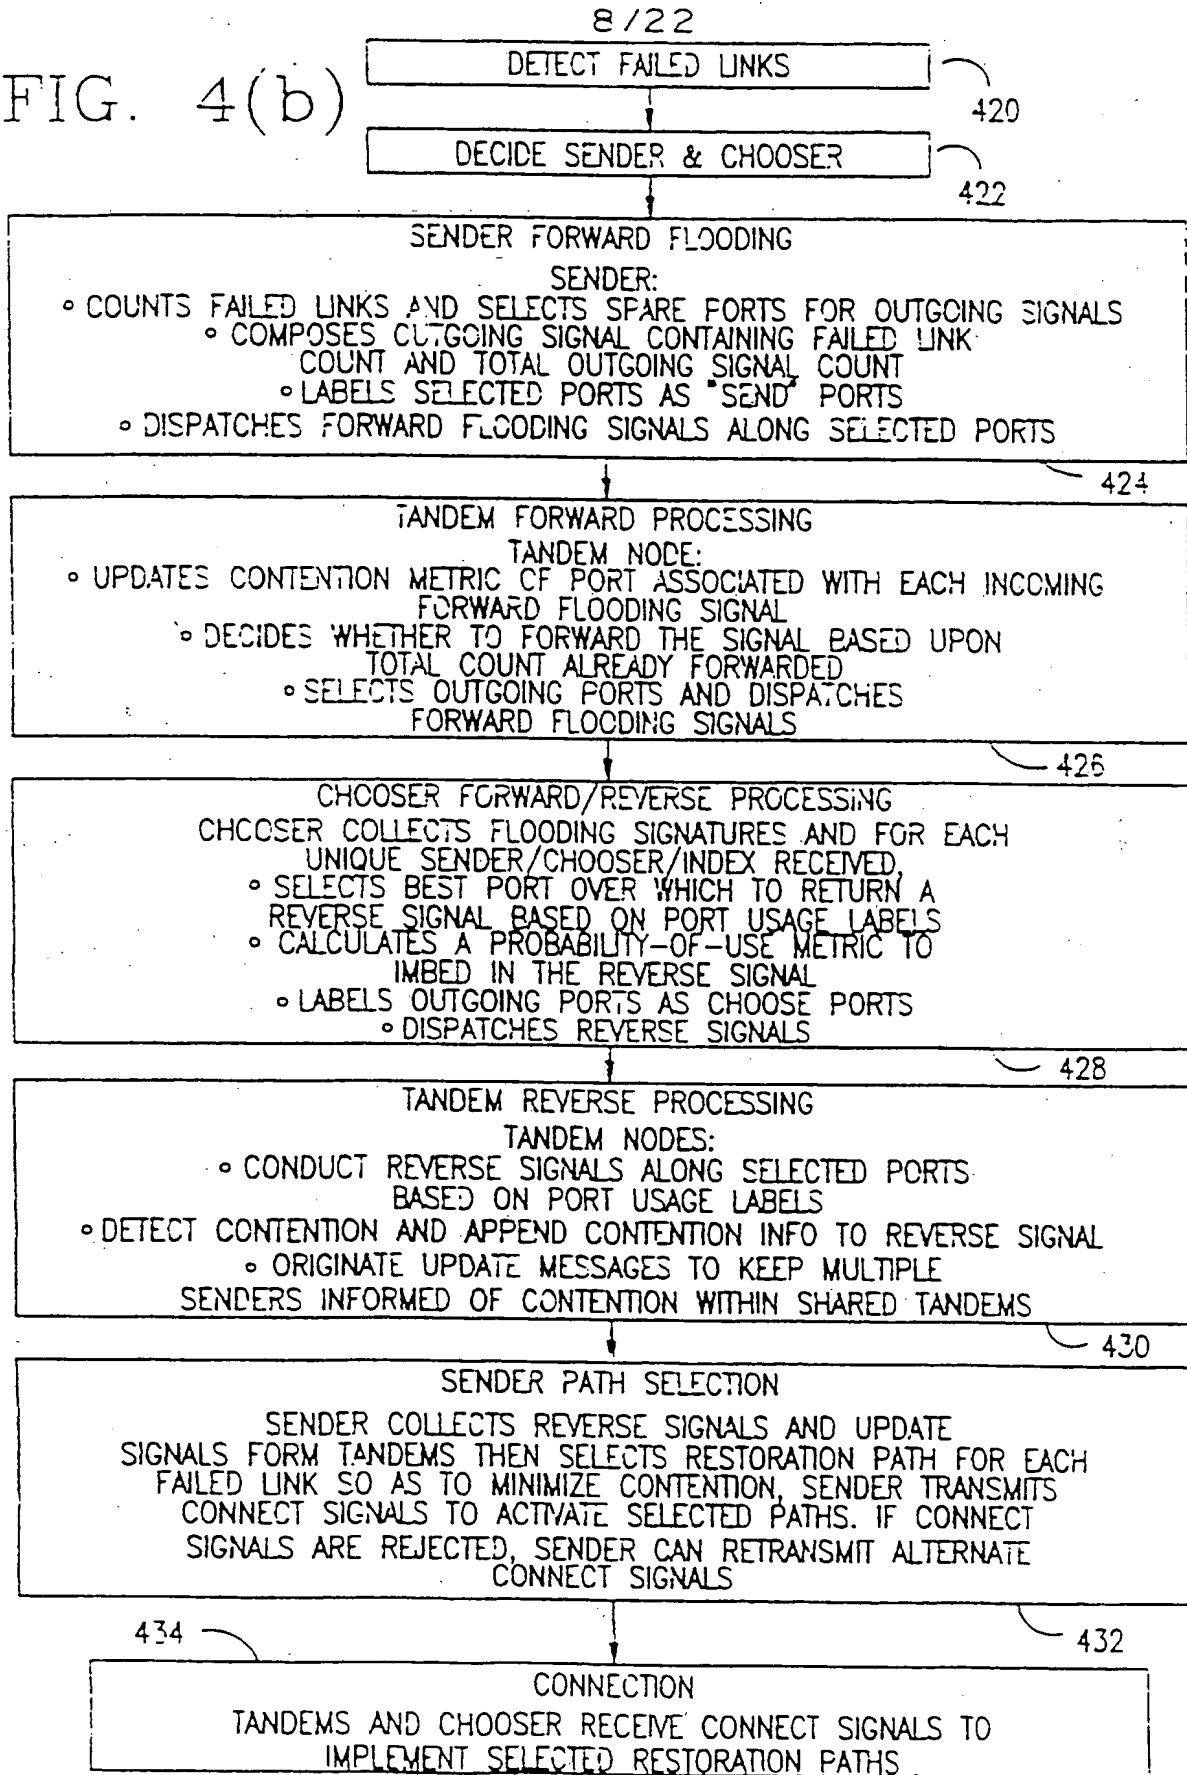 8/22
FIG. 4(b)
DETECT FAILED LINKS
420
DECIDE SENDER & CHOOSER
422
SENDER FORWARD FLOODING
SENDER:
° COUNTS FAILED LINKS AND SELECTS SPARE PORTS FOR OUTGOING SIGNALS
° COMPOSES OUTGOING SIGNAL CONTAINING FAILED LINK
COUNT AND TOTAL OUTGOING SIGNAL COUNT
° LABELS SELECTED PORTS AS "SEND" PORTS
° DISPATCHES FORWARD FLOODING SIGNALS ALONG SELECTED PORTS
424
TANDEM FORWARD PROCESSING
TANDEM NODE:
° UPDATES CONTENTION METRIC OF PORT ASSOCIATED WITH EACH INCOMING
FORWARD FLOODING SIGNAL
° DECIDES WHETHER TO FORWARD THE SIGNAL BASED UPON
TOTAL COUNT ALREADY FORWARDED
° SELECTS OUTGOING PORTS AND DISPATCHES
FORWARD FLOODING SIGNALS
426
CHOOSER FORWARD/REVERSE PROCESSING
CHOOSER COLLECTS FLOODING SIGNATURES AND FOR EACH
UNIQUE SENDER/CHOOSER/INDEX RECEIVED,
° SELECTS BEST PORT OVER WHICH TO RETURN A
REVERSE SIGNAL BASED ON PORT USAGE LABELS
° CALCULATES A PROBABILITY-OF-USE METRIC TO
IMBED IN THE REVERSE SIGNAL
° LABELS OUTGOING PORTS AS CHOOSE PORTS
° DISPATCHES REVERSE SIGNALS
428
TANDEM REVERSE PROCESSING
TANDEM NODES:
° CONDUCT REVERSE SIGNALS ALONG SELECTED PORTS
BASED ON PORT USAGE LABELS
° DETECT CONTENTION AND APPEND CONTENTION INFO TO REVERSE SIGNAL
° ORIGINATE UPDATE MESSAGES TO KEEP MULTIPLE
SENDERS INFORMED OF CONTENTION WITHIN SHARED TANDEMS
430
SENDER PATH SELECTION
SENDER COLLECTS REVERSE SIGNALS AND UPDATE
SIGNALS FORM TANDEMS THEN SELECTS RESTORATION PATH FOR EACH
FAILED LINK SO AS TO MINIMIZE CONTENTION, SENDER TRANSMITS
CONNECT SIGNALS TO ACTIVATE SELECTED PATHS. IF CONNECT
SIGNALS ARE REJECTED, SENDER CAN RETRANSMIT ALTERNATE
CONNECT SIGNALS
432
434
CONNECTION
TANDEMS AND CHOOSER RECEIVE CONNECT SIGNALS TO
IMPLEMENT SELECTED RESTORATION PATHS